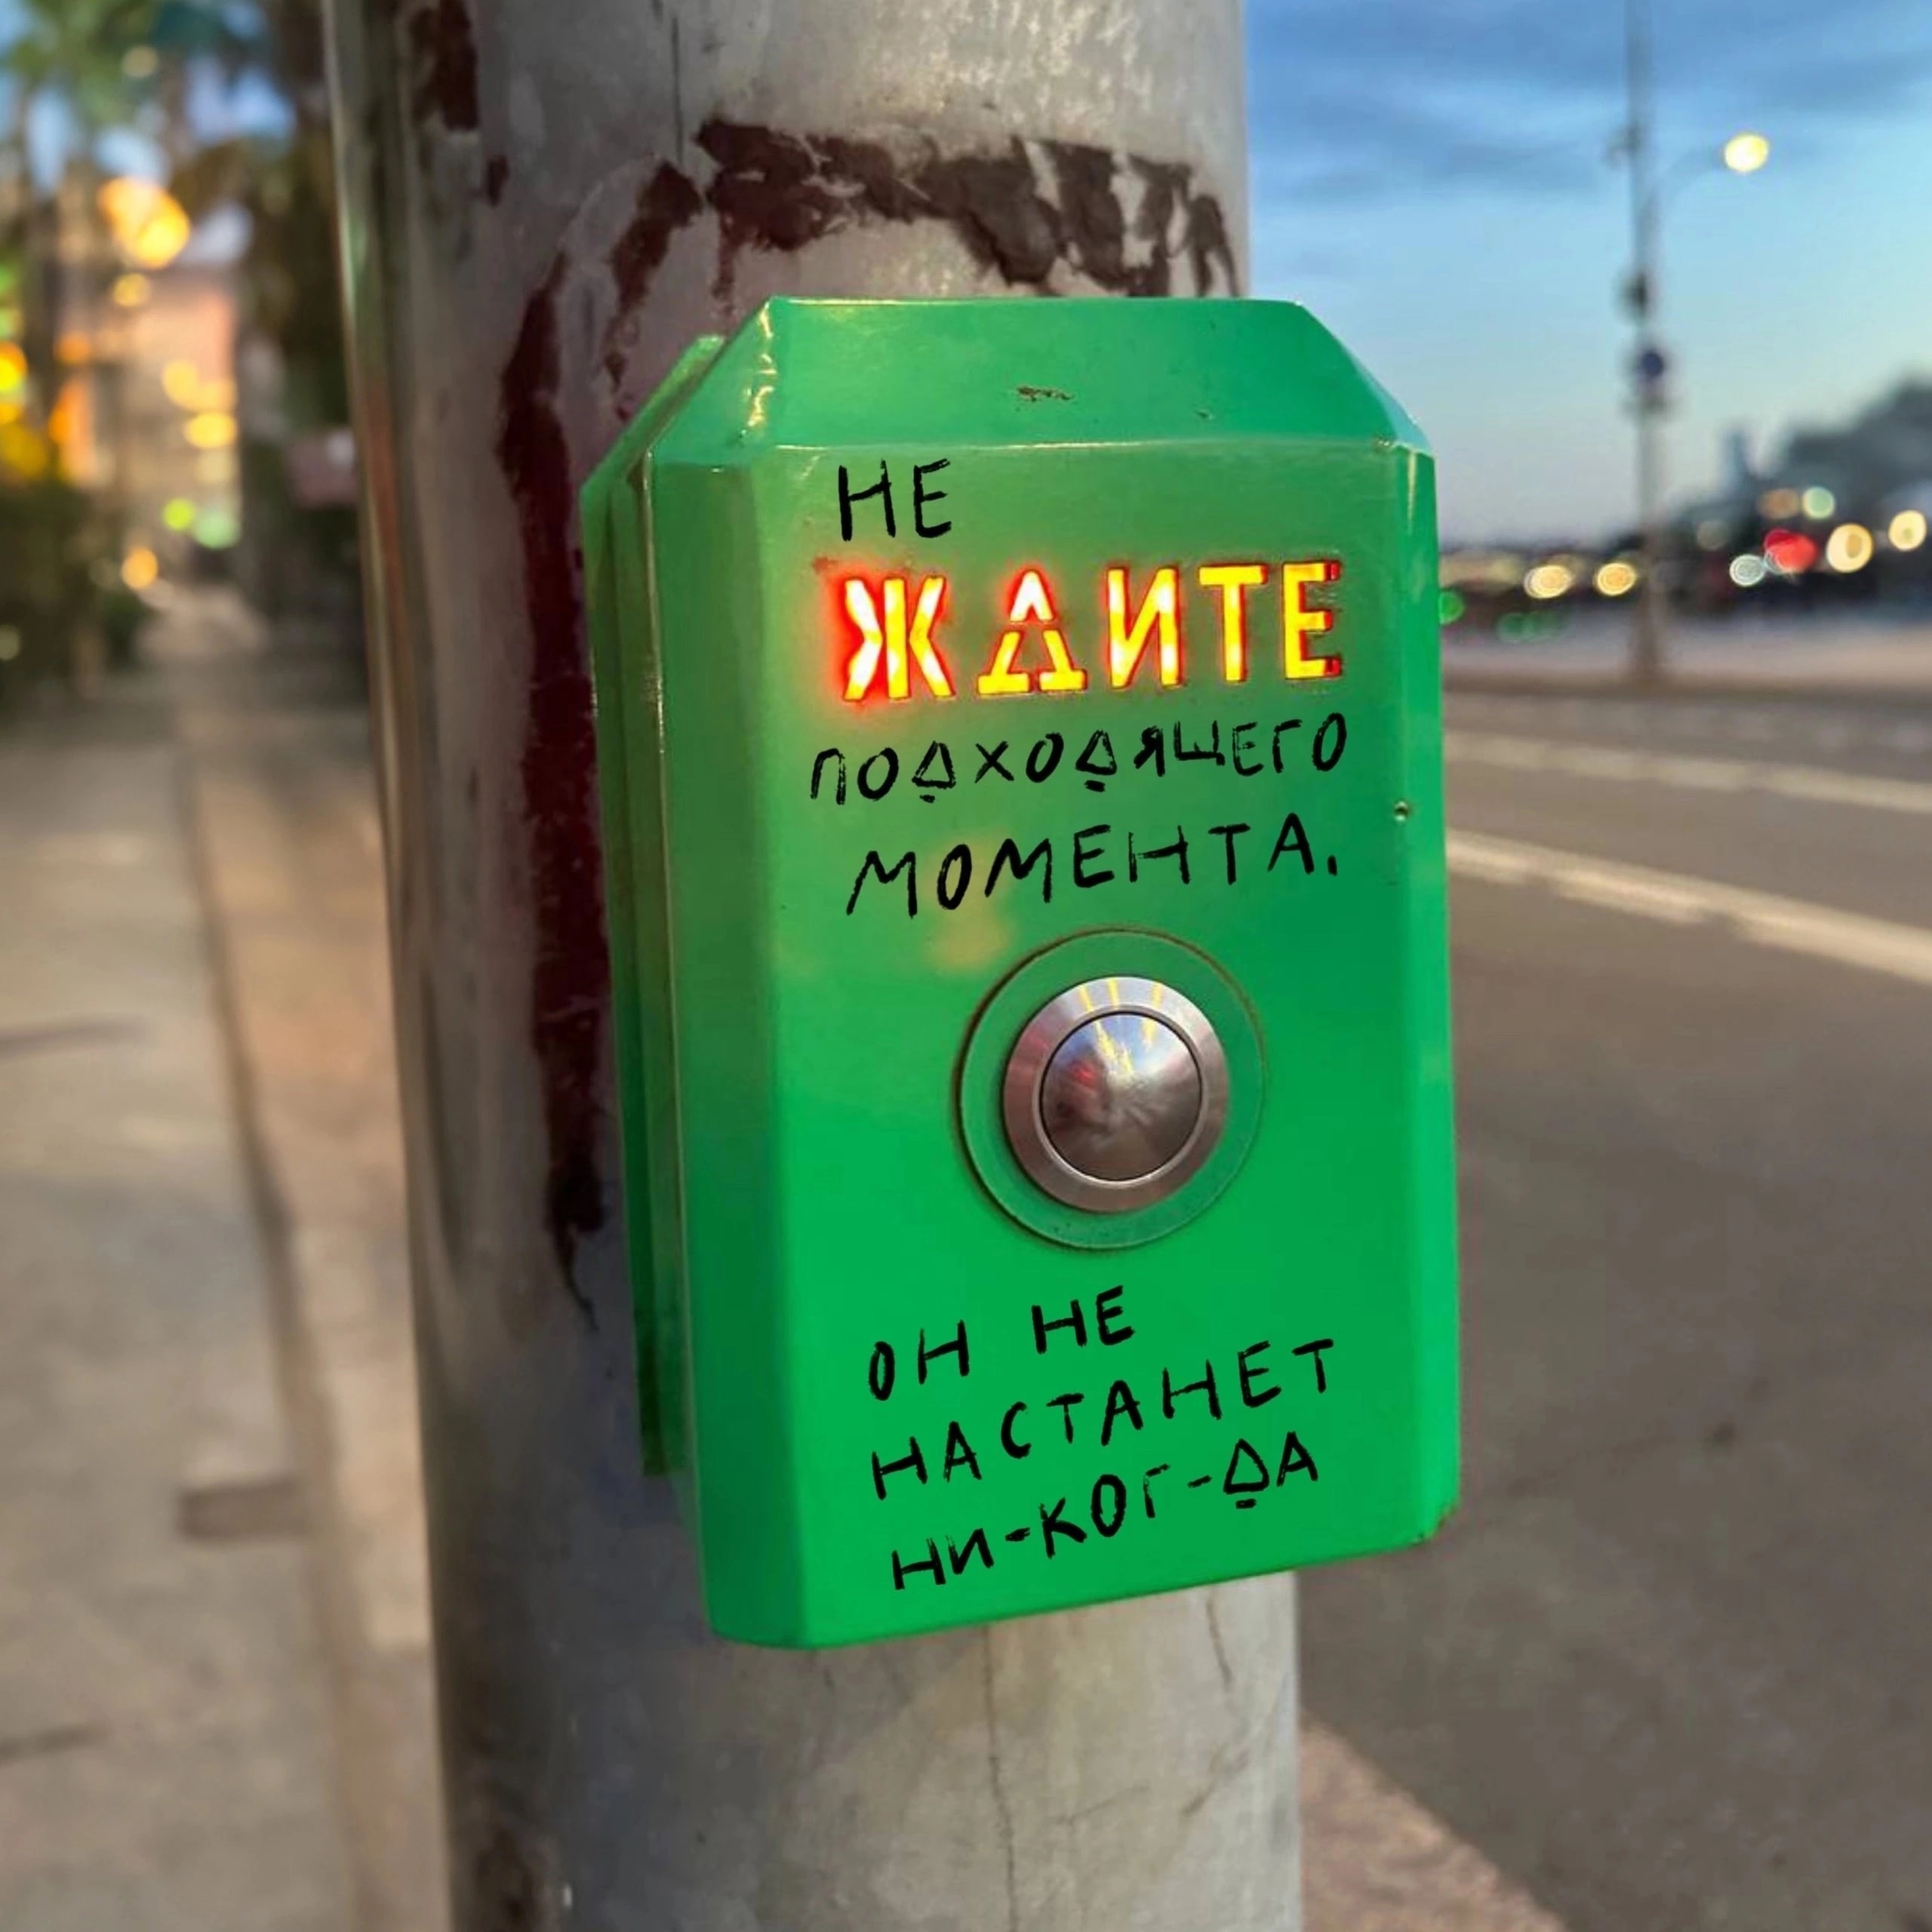 НЕ
ЖДИТЕ
ПОДХОДЯЩЕГО
МОМЕНТА.
ОН НЕ
НАСТАНЕТ
НИ-КОГ-ДА